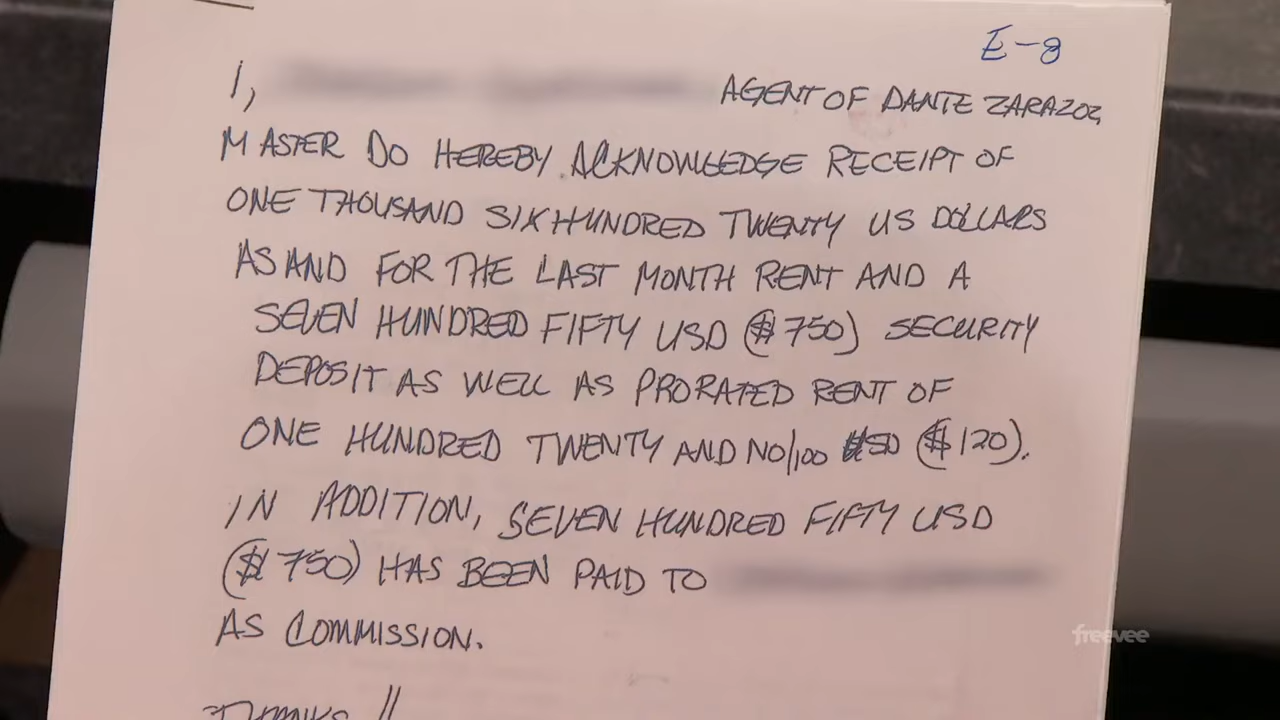 E-8
I, AGENT OF DANTE ZARAZOZ
MASTER DO HEREBY ACKNOWLEDGE RECEIPT OF
ONE THOUSAND SIX HUNDRED TWENTY US DOLLARS
AS AND FOR THE LAST MONTH RENT AND A
SEVEN HUNDRED FIFTY USD ($750) SECURITY
DEPOSIT AS WELL AS PRORATED RENT OF
ONE HUNDRED TWENTY AND NO/100 USD ($120).
IN ADDITION, SEVEN HUNDRED FIFTY USD
($750) HAS BEEN PAID TO
AS COMMISSION.
THANKS!!
freevee